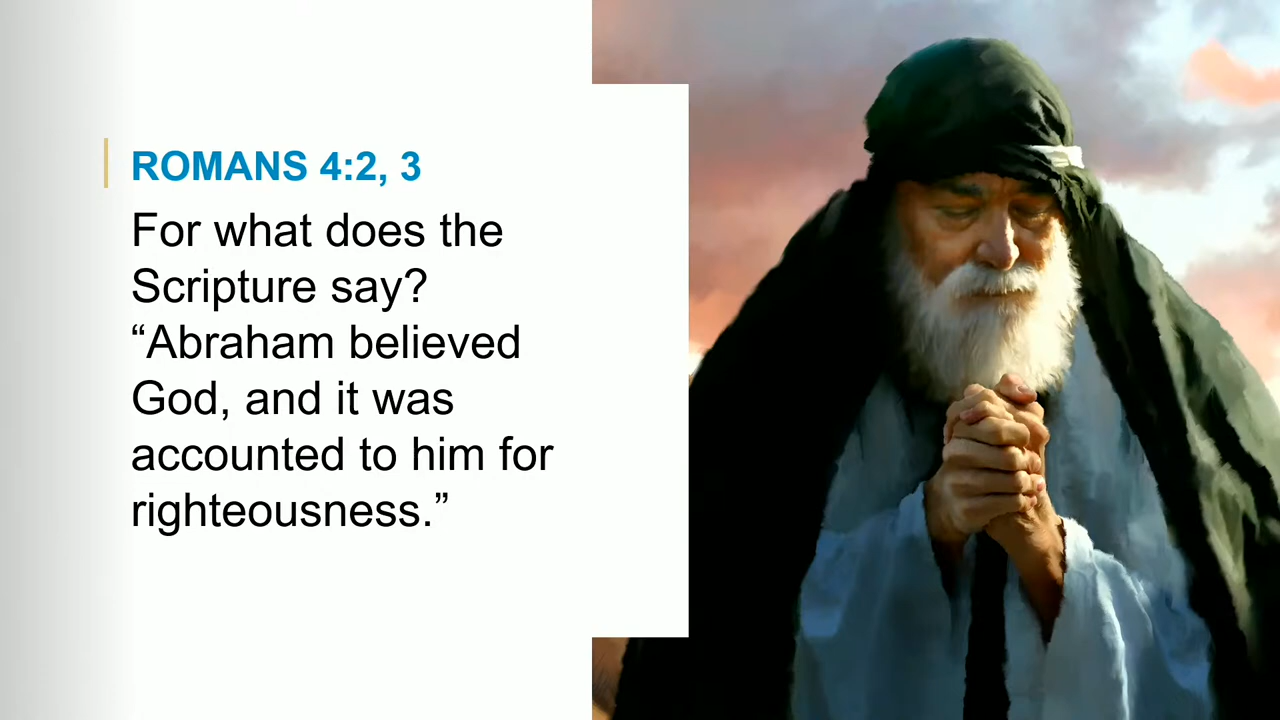 ROMANS 4:2, 3
For what does the
Scripture say?
“Abraham believed
God, and it was
accounted to him for
righteousness.”